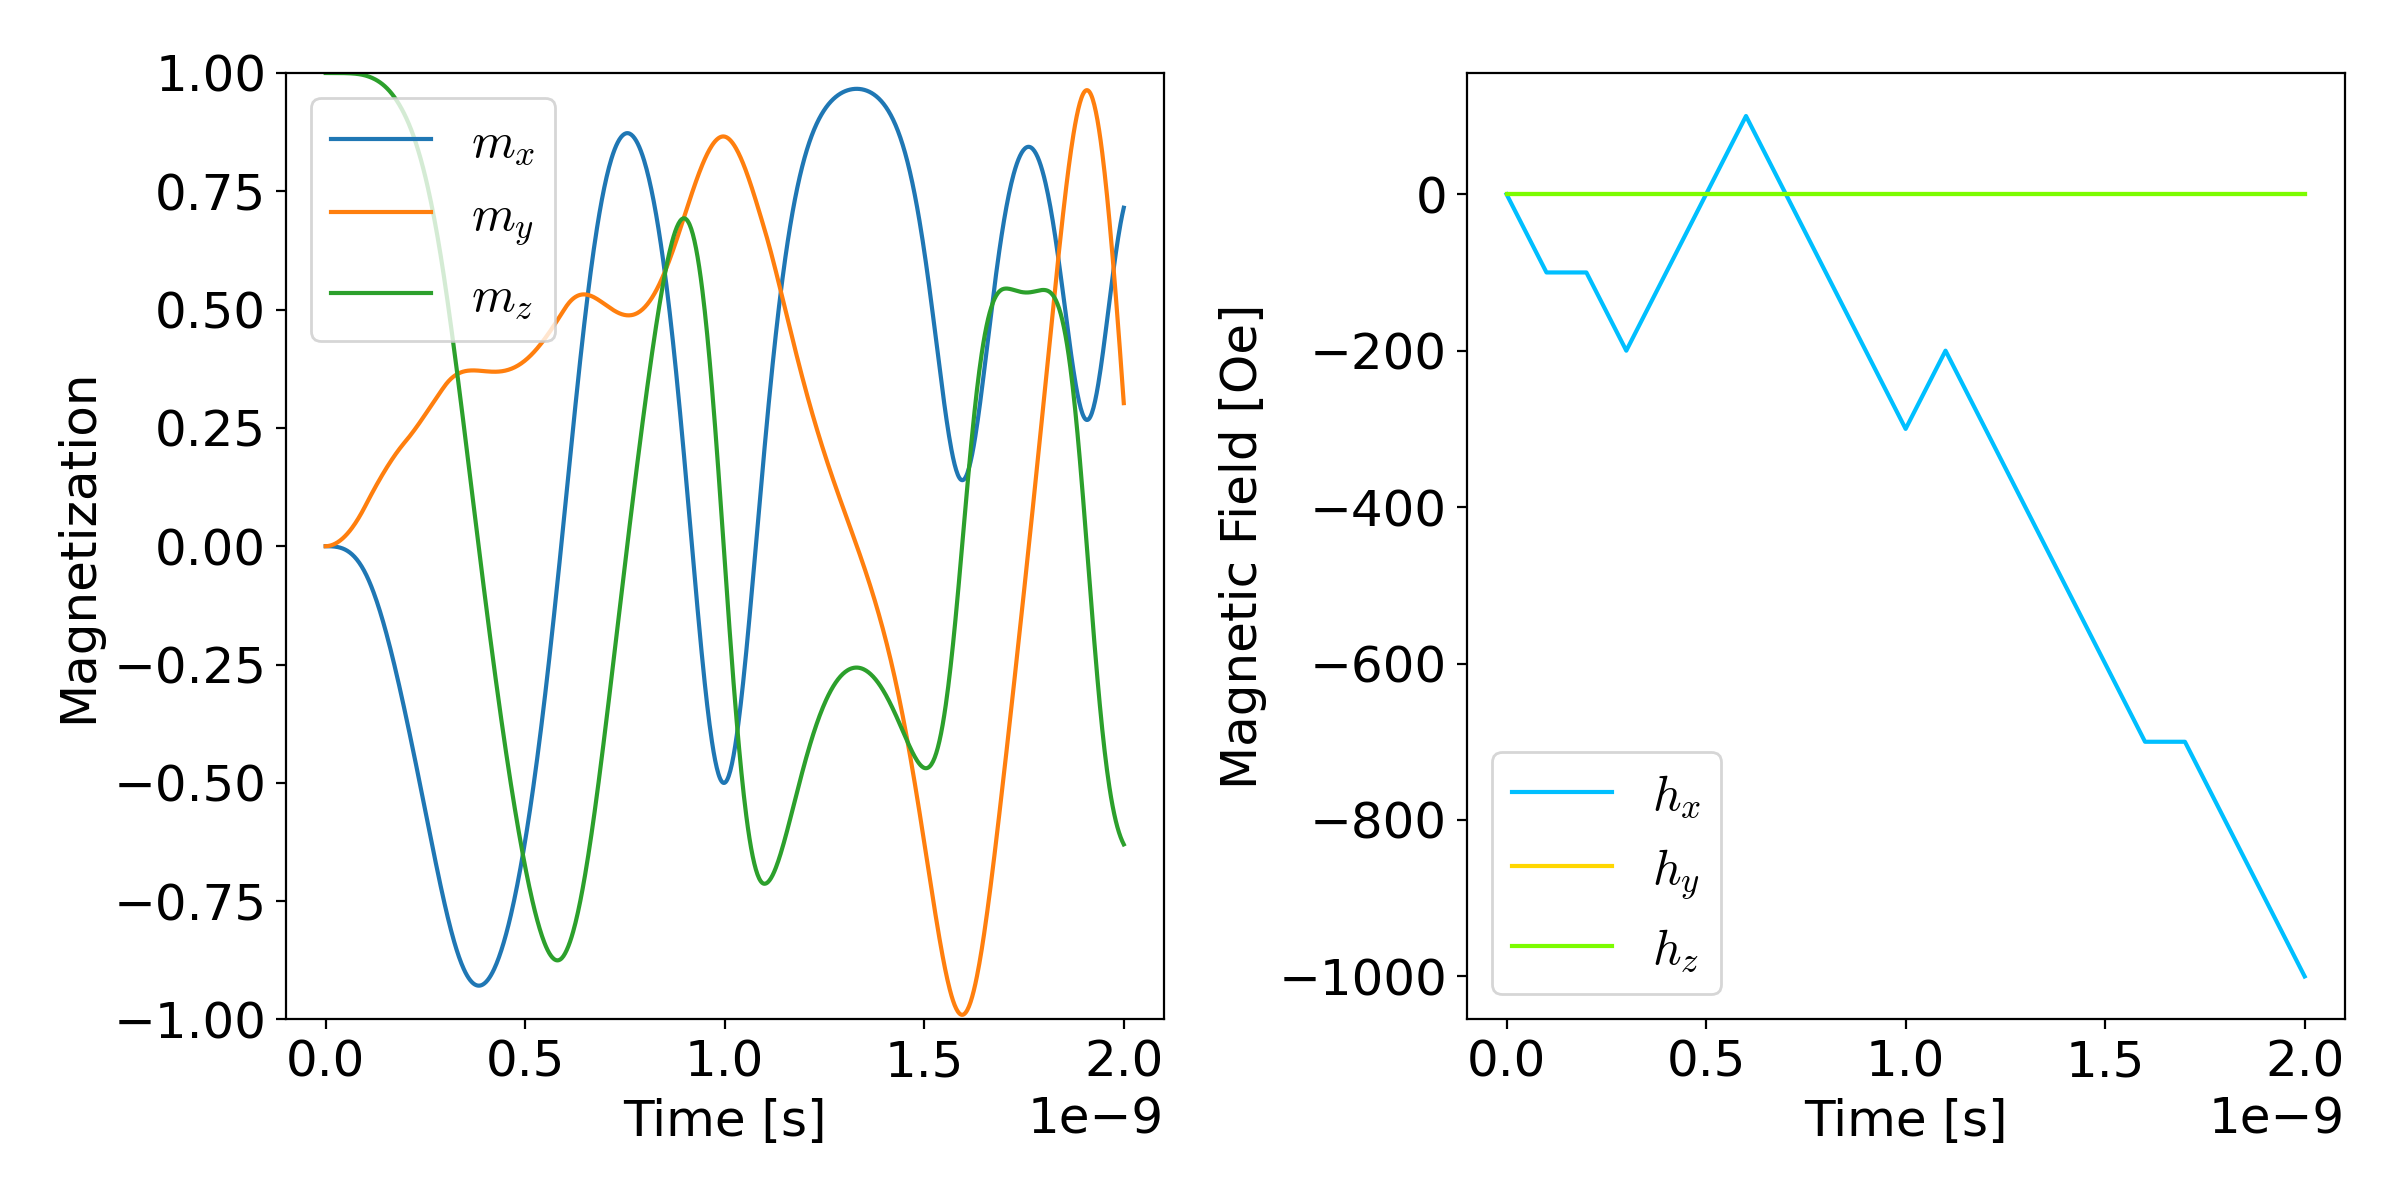 1.00
0.75
0.50
0.25
0.00
−0.25
−0.50
−0.75
−1.00
Magnetization
m_x
m_y
m_z
0.0 0.5 1.0 1.5 2.0
Time [s]
1e−9
0
−200
−400
−600
−800
−1000
Magnetic Field [Oe]
h_x
h_y
h_z
0.0 0.5 1.0 1.5 2.0
Time [s]
1e−9